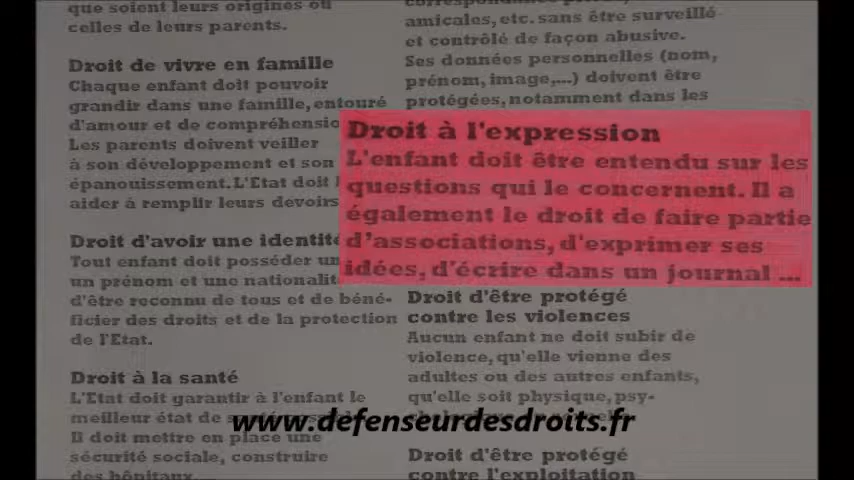 que soient leurs origines ou
celles de leurs parents.
Droit de vivre en famille
Chaque enfant doit pouvoir
grandir dans une famille, entouré
d'amour et de compréhensio
Les parents doivent veiller
à son développement et son
épanouissement. L'Etat doit
aider à remplir leurs devoirs
Droit d'avoir une identité
Tout enfant doit posséder un
un prénom et une nationalit
d'être reconnu de tous et de béné-
ficier des droits et de la protection
de l'Etat.
Droit à la santé
L'Etat doit garantir à l'enfant le
meilleur état de
Il doit mettre en place une
sécurité sociale, construire
des hôpitaux.
amicales, etc. sans être surveillé
et contrôlé de façon abusive.
Ses données personnelles (nom,
prénom, image,...) doivent être
protégées, notamment dans les
Droit à l'expression
L'enfant doit être entendu sur les
questions qui le concernent. Il a
également le droit de faire partie
d'associations, d'exprimer ses
idées, d'écrire dans un journal ...
Droit d'être protégé
contre les violences
Aucun enfant ne doit subir de
violence, qu'elle vienne des
adultes ou des autres enfants,
qu'elle soit physique, psy-
www.defenseurdesdroits.fr
Droit d'être protégé
contre l'exploitation